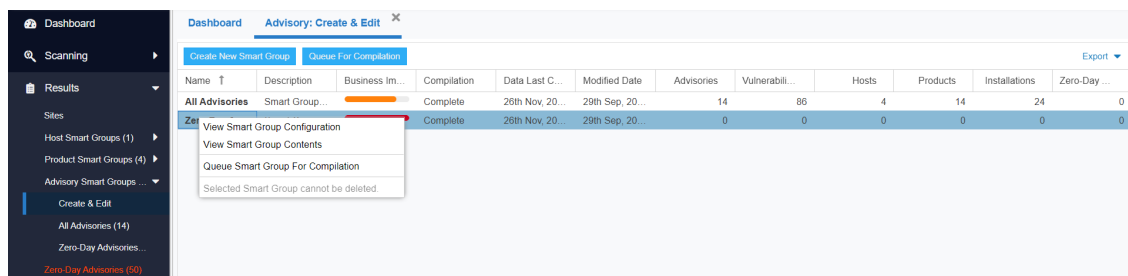 Dashboard
Scanning
Results
Sites
Host Smart Groups (1)
Product Smart Groups (4)
Advisory Smart Groups ...
Create & Edit
All Advisories (14)
Zero-Day Advisories...
Zero-Day Advisories (50)
Dashboard Advisory: Create & Edit
Create New Smart Group Queue For Compilation Export
Name ↑ Description Business Im... Compilation Data Last C... Modified Date Advisories Vulnerabili... Hosts Products Installations Zero-Day ...
All Advisories Smart Group... Complete 26th Nov, 20... 29th Sep, 20... 14 86 4 14 24 0
Complete 26th Nov, 20... 29th Sep, 20... 0 0 0 0 0 0
View Smart Group Configuration
View Smart Group Contents
Queue Smart Group For Compilation
Selected Smart Group cannot be deleted.